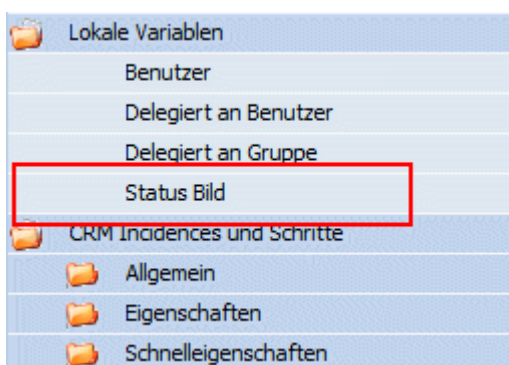 Lokale Variablen
Benutzer
Delegiert an Benutzer
Delegiert an Gruppe
Status Bild
CRM Incidences und Schritte
Allgemein
Eigenschaften
Schnelleigenschaften